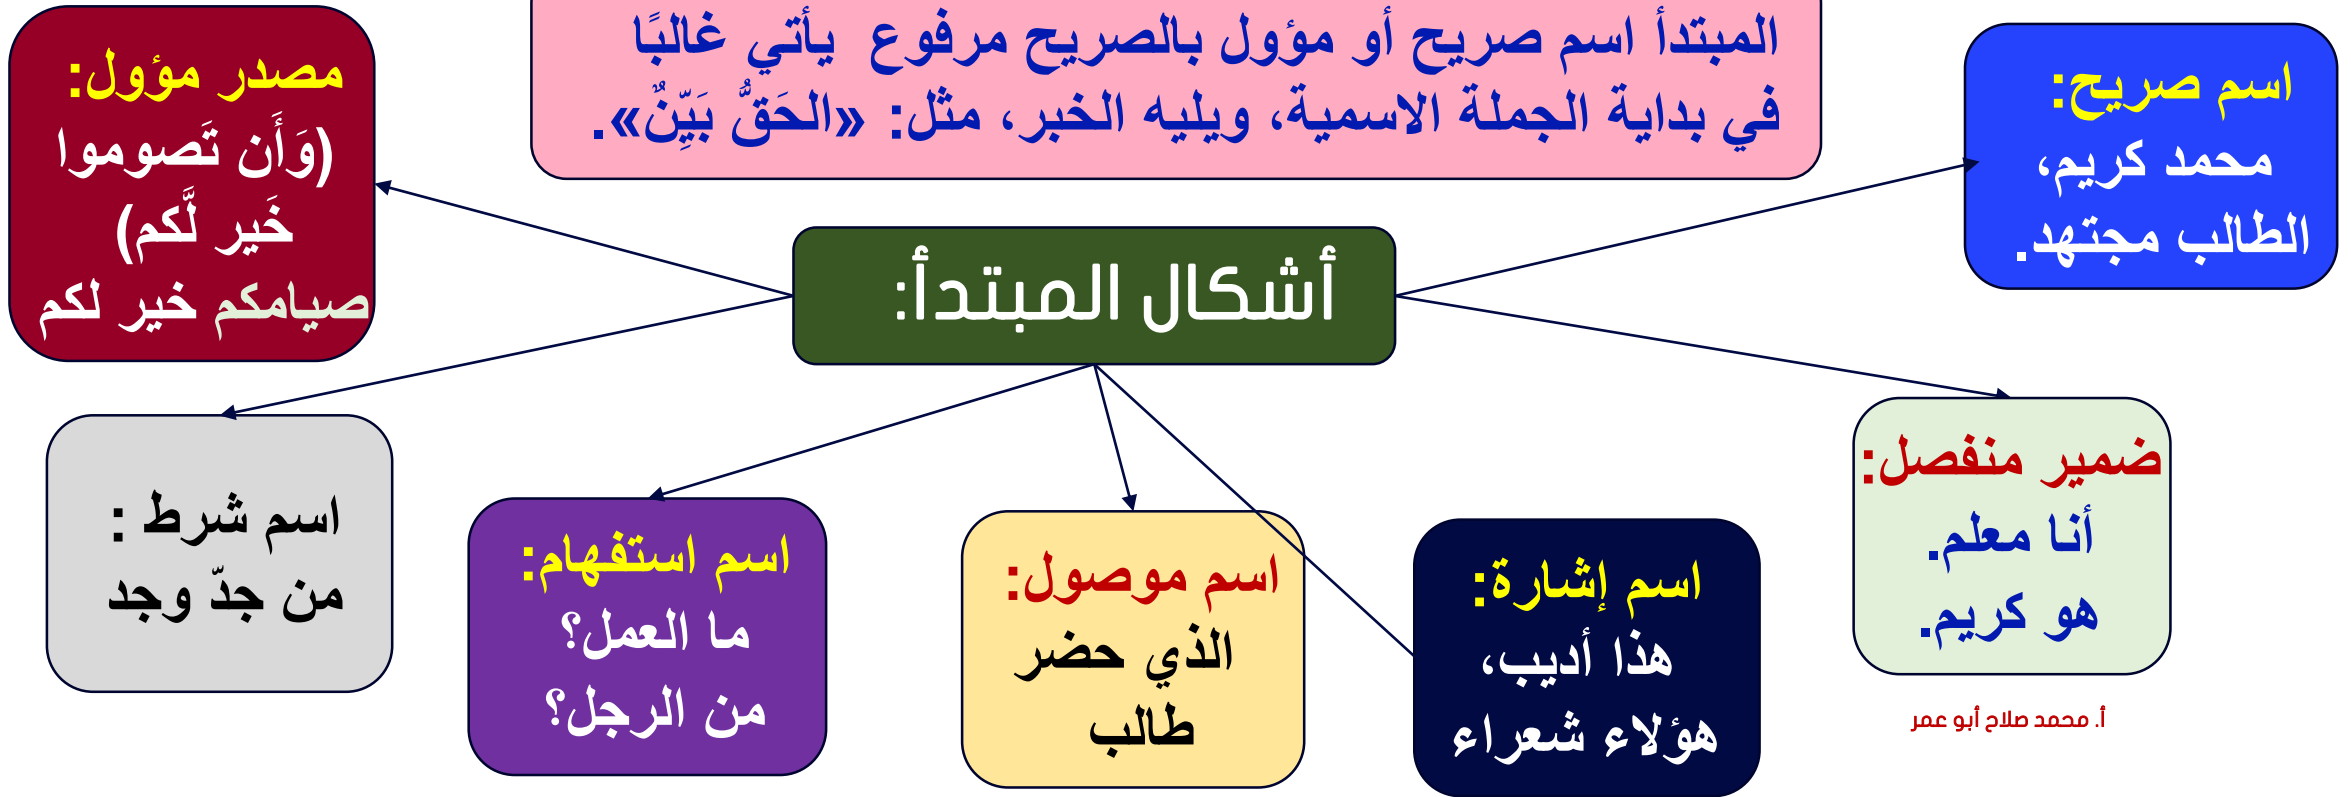 المبتدأ اسم صريح أو مؤول بالصريح مرفوع يأتي غالبًا
في بداية الجملة الاسمية، ويليه الخبر، مثل: «الحَقُّ بَيِّنٌ».
أشكال المبتدأ:
اسم صريح:
محمد كريم،
الطالب مجتهد.
ضمير منفصل:
أنا معلم.
هو كريم.
اسم إشارة:
هذا أديب،
هؤلاء شعراء
اسم موصول:
الذي حضر
طالب
اسم استفهام:
ما العمل؟
من الرجل؟
اسم شرط :
من جدّ وجد
مصدر مؤول:
(وَأَن تَصوموا
خَير لَّكم)
صيامكم خير لكم
أ. محمد صلاح أبو عمر